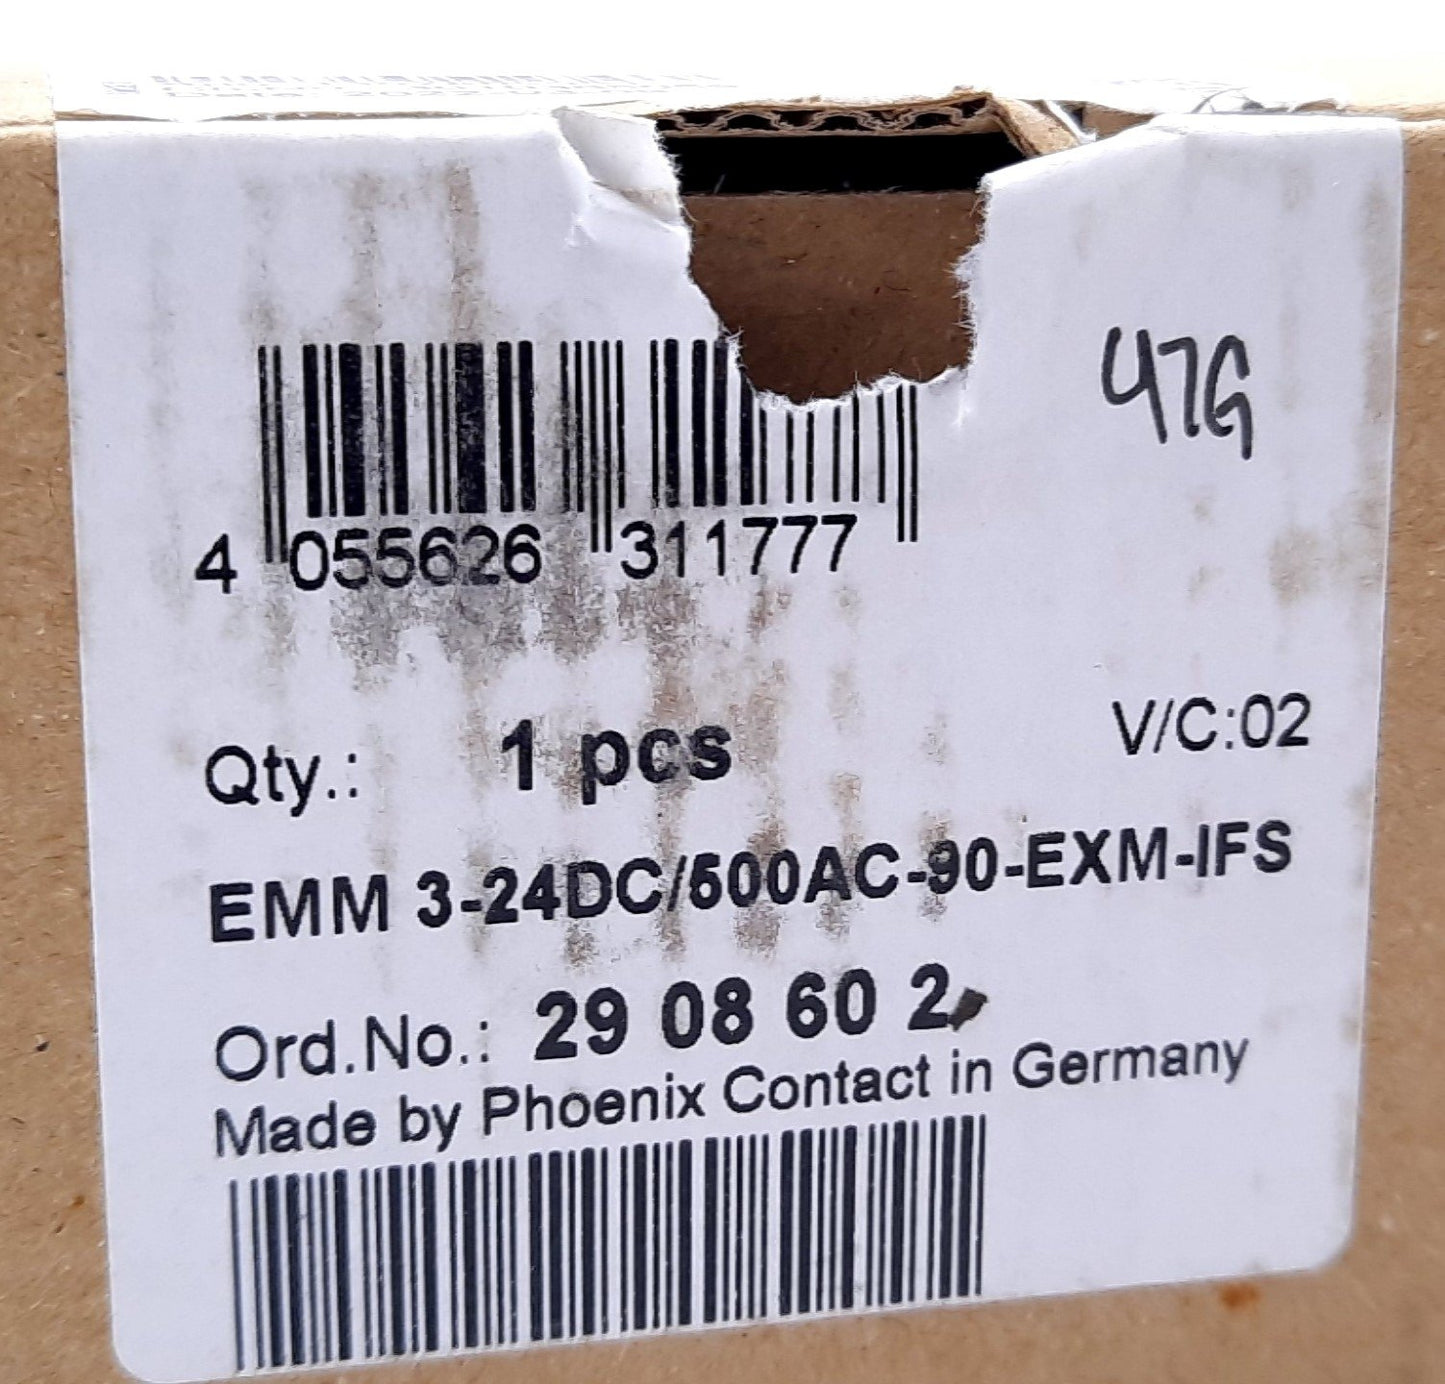 47G
4 055626 311777
Qty.: 1 pcs V/C:02
EMM 3-24DC/500AC-90-EXM-IFS
Ord.No.: 29 08 60 2
Made by Phoenix Contact in Germany